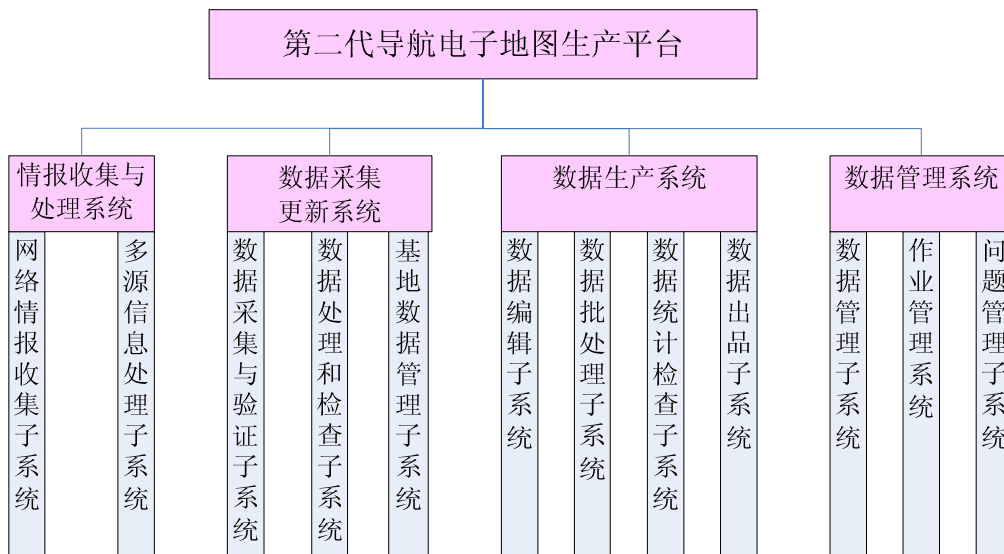 第二代导航电子地图生产平台
情报收集与
处理系统
数据采集
更新系统
数据生产系统
数据管理系统
网络情报收集子系统
多源信息处理子系统
数据采集与验证子系统
数据处理和检查子系统
基地数据管理子系统
数据编辑子系统
数据批处理子系统
数据统计检查子系统
数据出品子系统
数据管理子系统
作业管理系统
问题管理子系统